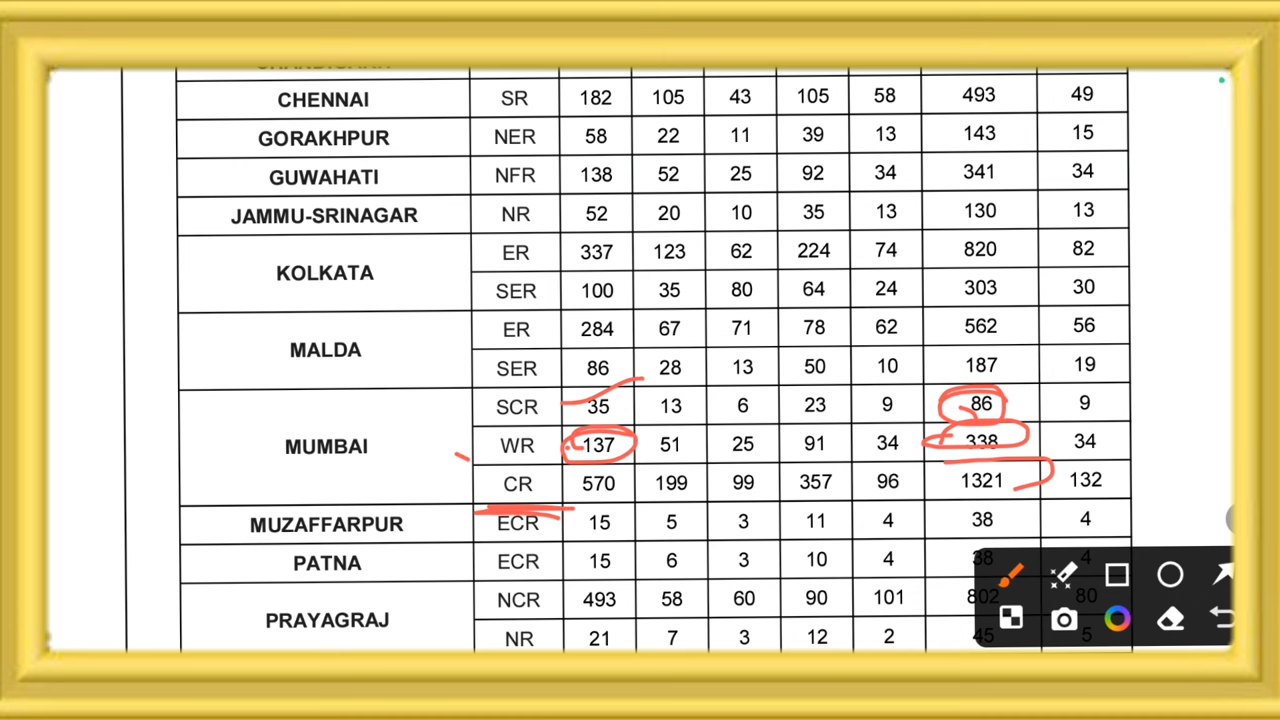 CHENNAI SR 182 105 43 105 58 493 49
GORAKHPUR NER 58 22 11 39 13 143 15
GUWAHATI NFR 138 52 25 92 34 341 34
JAMMU-SRINAGAR NR 52 20 10 35 13 130 13
KOLKATA ER 337 123 62 224 74 820 82
SER 100 35 80 64 24 303 30
MALDA ER 284 67 71 78 62 562 56
SER 86 28 13 50 10 187 19
MUMBAI SCR 35 13 6 23 9 86 9
WR 137 51 25 91 34 338 34
CR 570 199 99 357 96 1321 132
MUZAFFARPUR ECR 15 5 3 11 4 38 4
PATNA ECR 15 6 3 10 4 38 4
PRAYAGRAJ NCR 493 58 60 90 101 802 80
NR 21 7 3 12 2 45 5